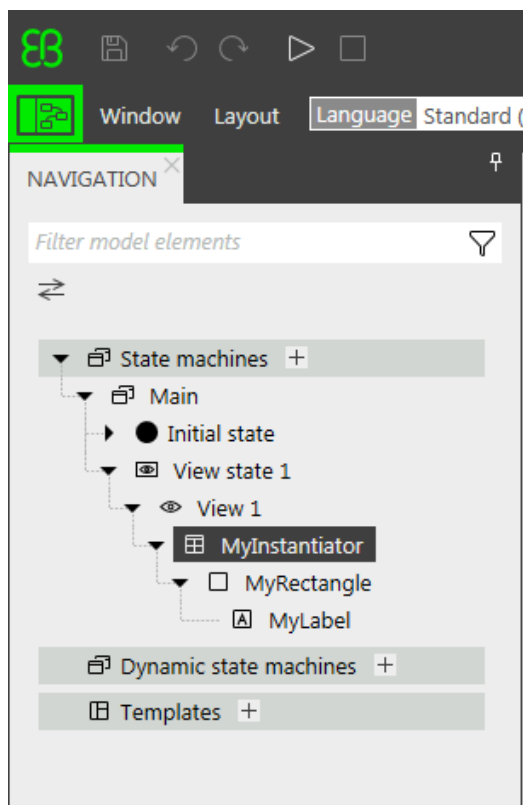 EB
Window Layout Language Standard (
NAVIGATION
Filter model elements
State machines
Main
Initial state
View state 1
View 1
MyInstantiator
MyRectangle
A MyLabel
Dynamic state machines
Templates